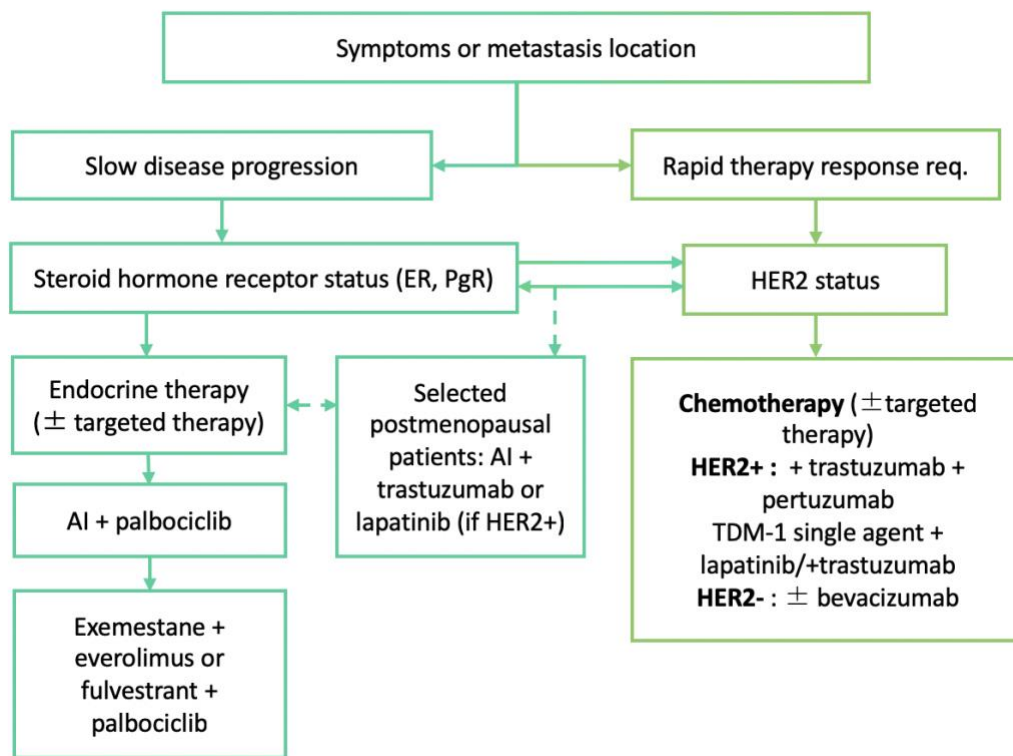 Symptoms or metastasis location
Slow disease progression
Rapid therapy response req.
Steroid hormone receptor status (ER, PgR)
HER2 status
Endocrine therapy
(± targeted therapy)
Selected
postmenopausal
patients: AI +
trastuzumab or
lapatinib (if HER2+)
Chemotherapy (±targeted
therapy)
HER2+ : + trastuzumab +
pertuzumab
TDM-1 single agent +
lapatinib/+trastuzumab
HER2- : ± bevacizumab
AI + palbociclib
Exemestane +
everolimus or
fulvestrant +
palbociclib